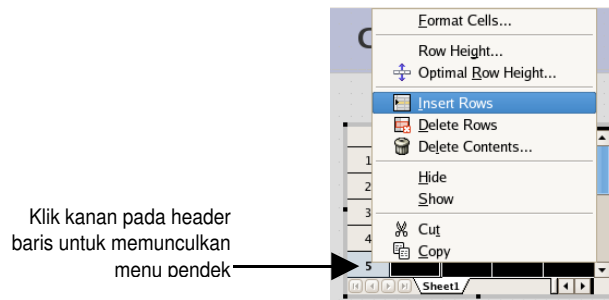 C
Format Cells...
Row Height...
Optimal Row Height...
Insert Rows
Delete Rows
Delete Contents...
Hide
Show
Cut
Copy
1
2
3
4
5
Sheet1
Klik kanan pada header
baris untuk memunculkan
menu pendek